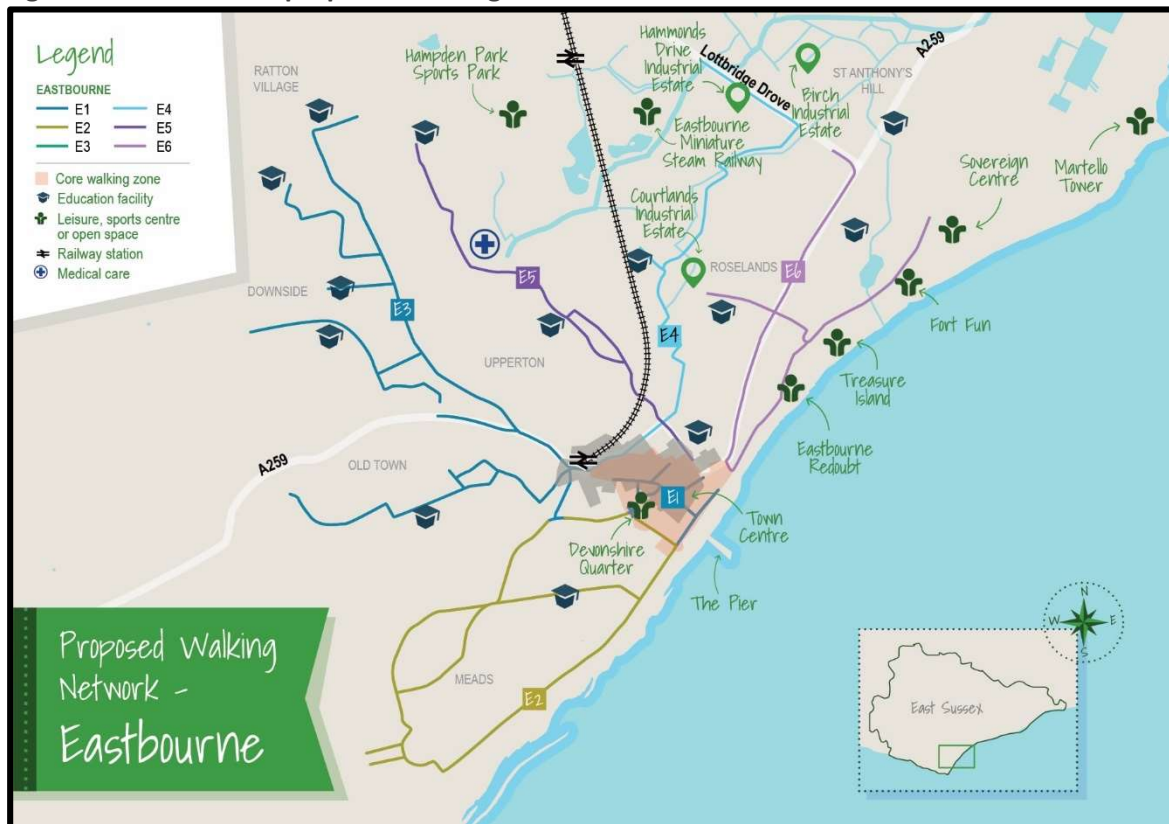 Legend
EASTBOURNE
E1
E2
E3
E4
E5
E6
Core walking zone
Education facility
Leisure, sports centre
or open space
Railway station
Medical care
RATTON
VILLAGE
Hampden Park
Sports Park
Hammonds
Drive
Industrial
Estate
Lottbridge Drove
Birch
Industrial
Estate
ST ANTHONY'S
HILL
A259
Eastbourne
Miniature
Steam Railway
Sovereign
Centre
Martello
Tower
Courtlands
Industrial
Estate
ROSELANDS
E6
E5
DOWNSIDE
E3
UPPERTON
E4
Fort Fun
Treasure
Island
Eastbourne
Redoubt
A259
OLD TOWN
E1
Town
Centre
Devonshire
Quarter
The Pier
MEADS
E2
Proposed Walking
Network -
Eastbourne
N
W
E
S
East Sussex